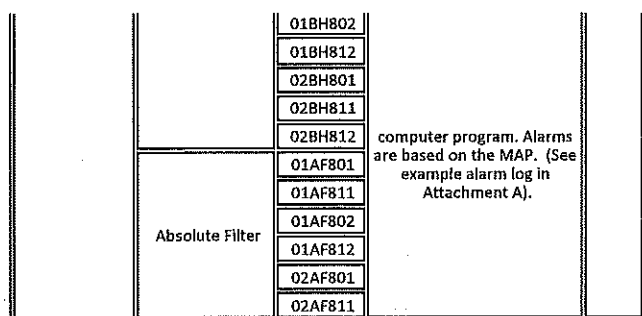 01BH802
01BH812
02BH801
02BH811
02BH812
Absolute Filter
01AF801
01AF811
01AF802
01AF812
02AF801
02AF811
computer program. Alarms
are based on the MAP. (See
example alarm log in
Attachment A).